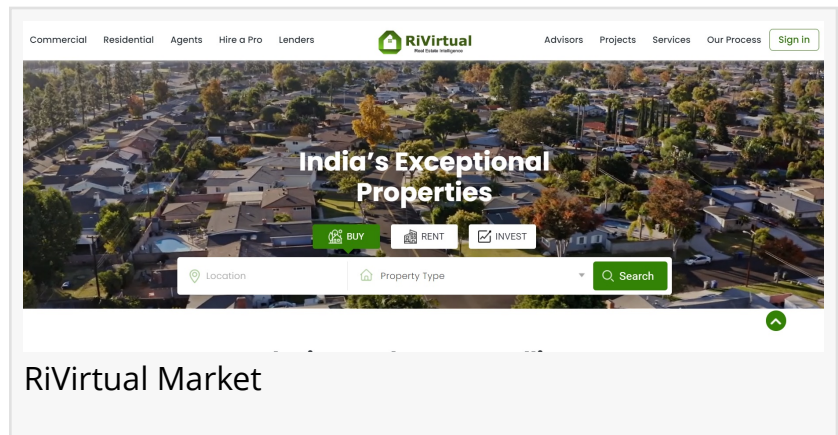 Commercial Residential Agents Hire a Pro Lenders RiVirtual Advisors Projects Services Our Process Sign in
Real Estate Intelligence
India's Exceptional
Properties
BUY RENT INVEST
Location Property Type Search
RiVirtual Market